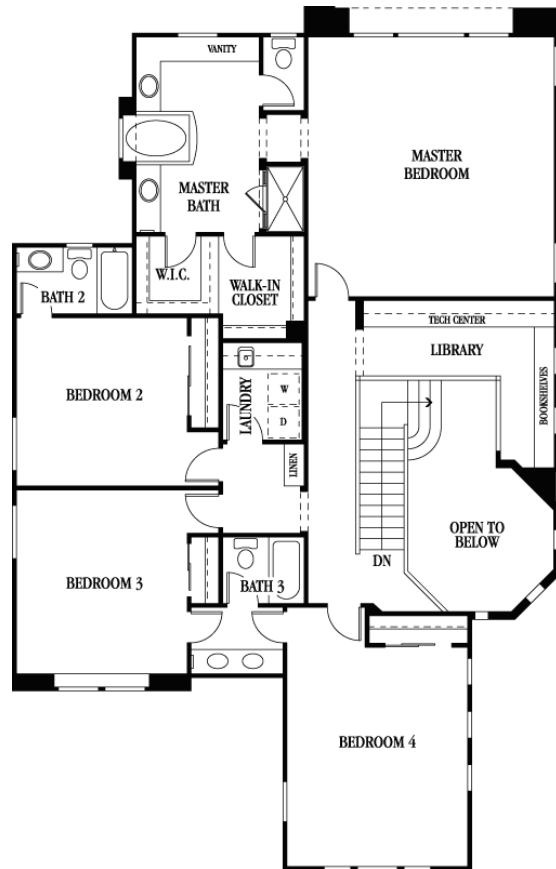 VANITY
MASTER
BEDROOM
MASTER
BATH
W.I.C.
WALK-IN
CLOSET
BATH 2
TECH CENTER
LIBRARY
BOOKSHELVES
BEDROOM 2
LAUNDRY
W
D
LINEN
OPEN TO
BELOW
DN
BEDROOM 3
BATH 3
BEDROOM 4